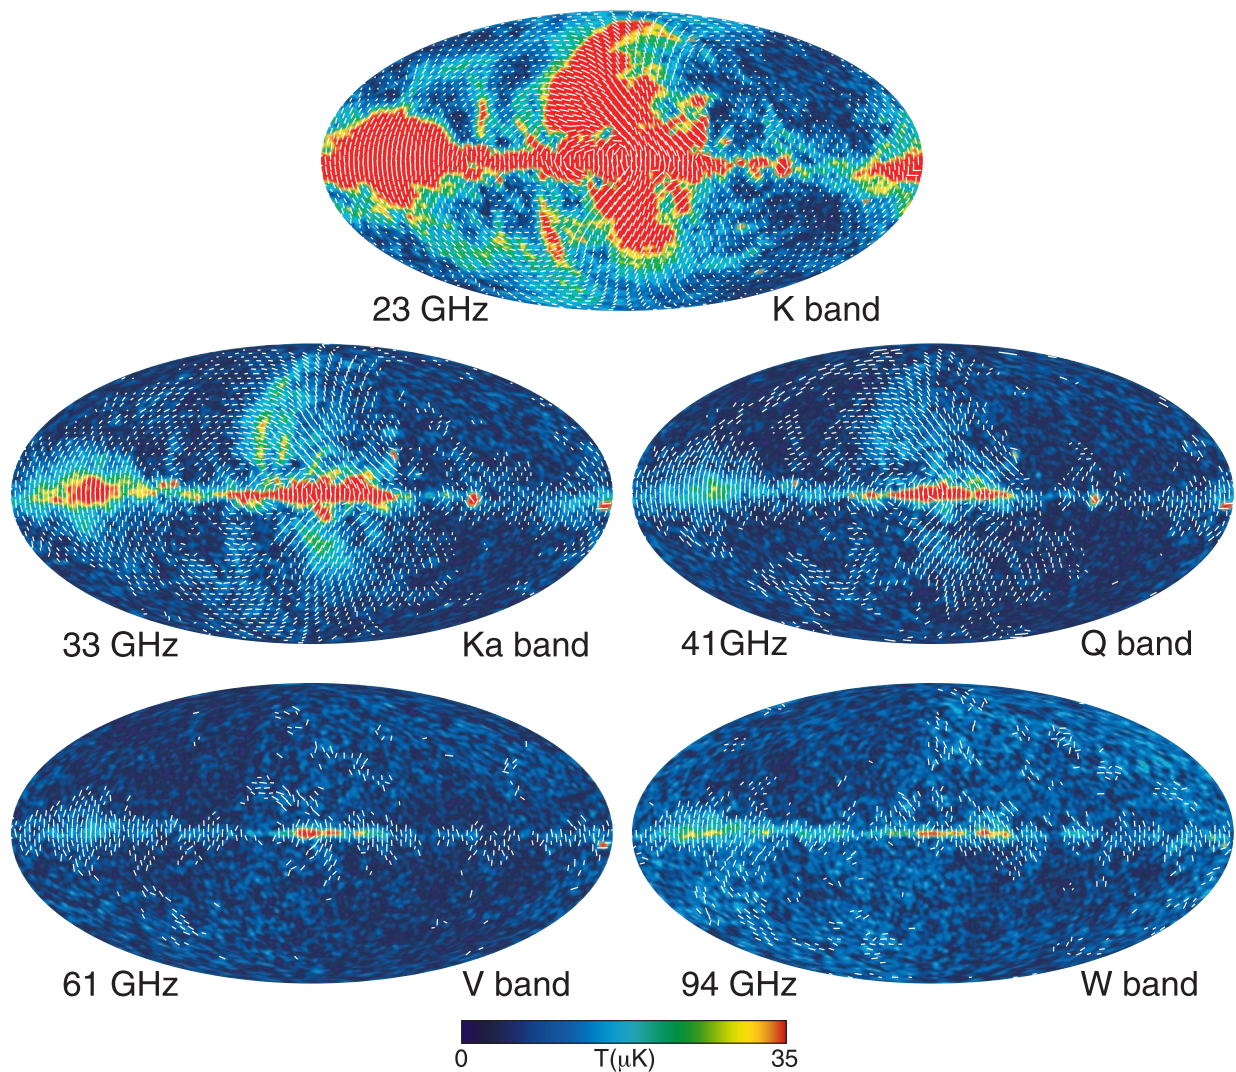 23 GHz K band
33 GHz Ka band
41GHz Q band
61 GHz V band
94 GHz W band
0 T(μK) 35